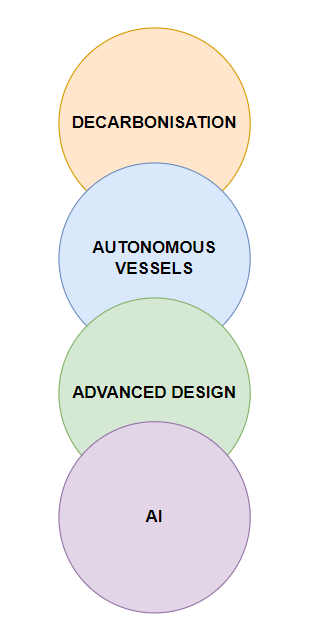 DECARBONISATION
AUTONOMOUS
VESSELS
ADVANCED DESIGN
AI